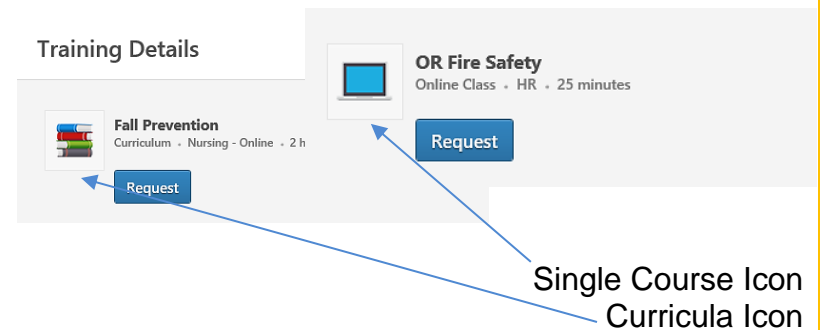 Training Details
Fall Prevention
Curriculum • Nursing - Online • 2 h
Request
OR Fire Safety
Online Class • HR • 25 minutes
Request
Single Course Icon
Curricula Icon